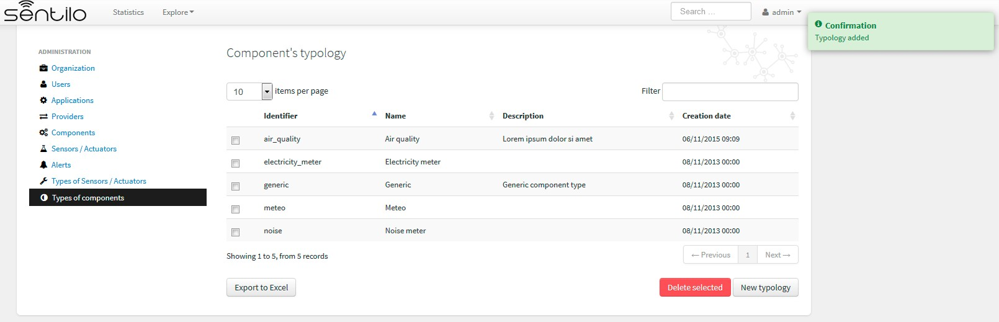 sentilo
Statistics
Explore
Search ...
admin
Confirmation
Typology added
ADMINISTRATION
Organization
Users
Applications
Providers
Components
Sensors / Actuators
Alerts
Types of Sensors / Actuators
Types of components
Component's typology
10 items per page
Filter
Identifier Name Description Creation date
air_quality Air quality Lorem ipsum dolor si amet 06/11/2015 09:09
electricity_meter Electricity meter 08/11/2013 00:00
generic Generic Generic component type 08/11/2013 00:00
meteo Meteo 08/11/2013 00:00
noise Noise meter 08/11/2013 00:00
Showing 1 to 5, from 5 records
← Previous 1 Next →
Export to Excel
Delete selected
New typology